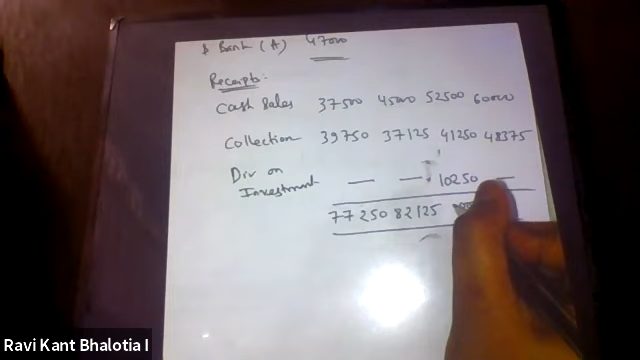 & Bank (A) 47000
Receipts:-
Cash Sales 37500 45000 52500 60000
Collection 39750 37125 41250 48375
Div on
Investment — — 10250 —
77250 82125
Ravi Kant Bhalotia I